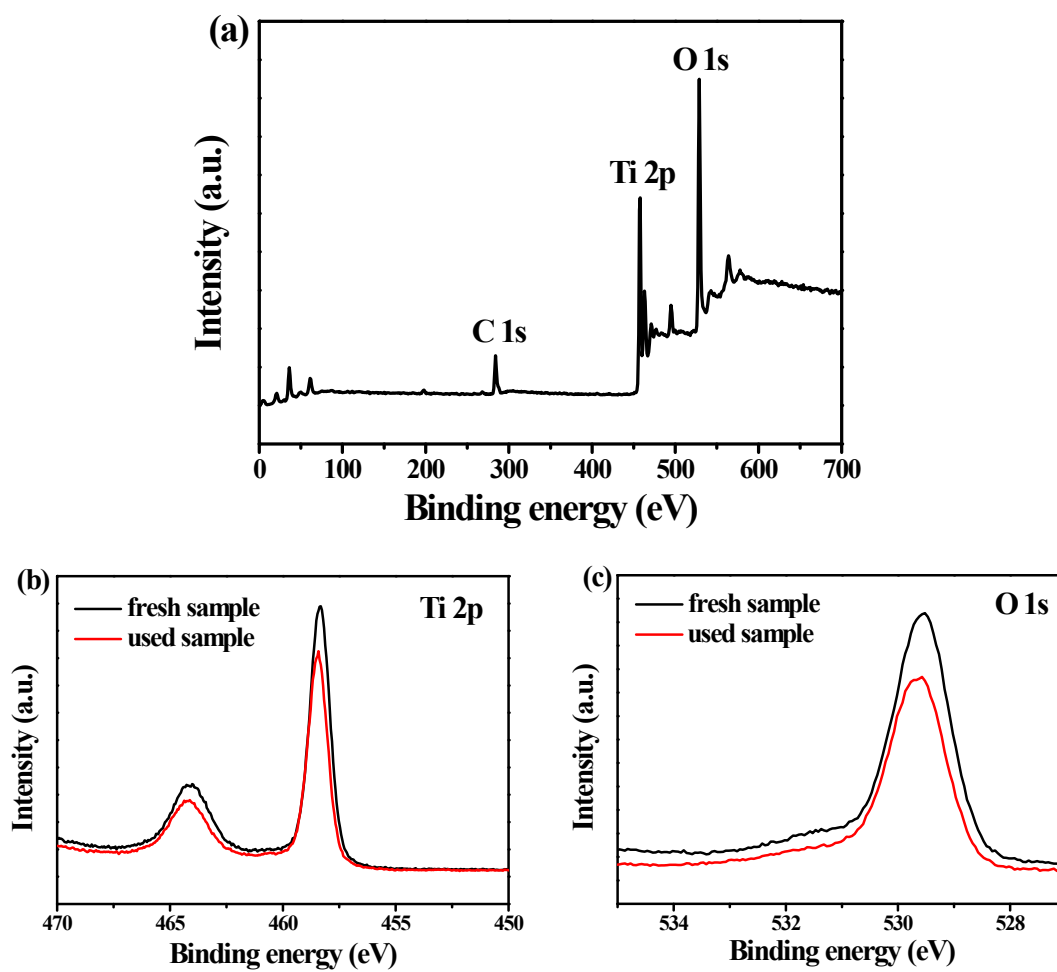 (a)
O 1s
Ti 2p
C 1s
Intensity (a.u.)
0 100 200 300 400 500 600 700
Binding energy (eV)
(b)
fresh sample
used sample
Ti 2p
Intensity (a.u.)
470 465 460 455 450
Binding energy (eV)
(c)
fresh sample
used sample
O 1s
Intensity (a.u.)
534 532 530 528
Binding energy (eV)